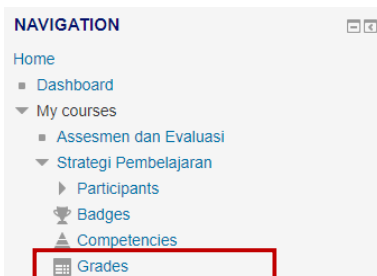 NAVIGATION
Home
Dashboard
My courses
Assesmen dan Evaluasi
Strategi Pembelajaran
Participants
Badges
Competencies
Grades